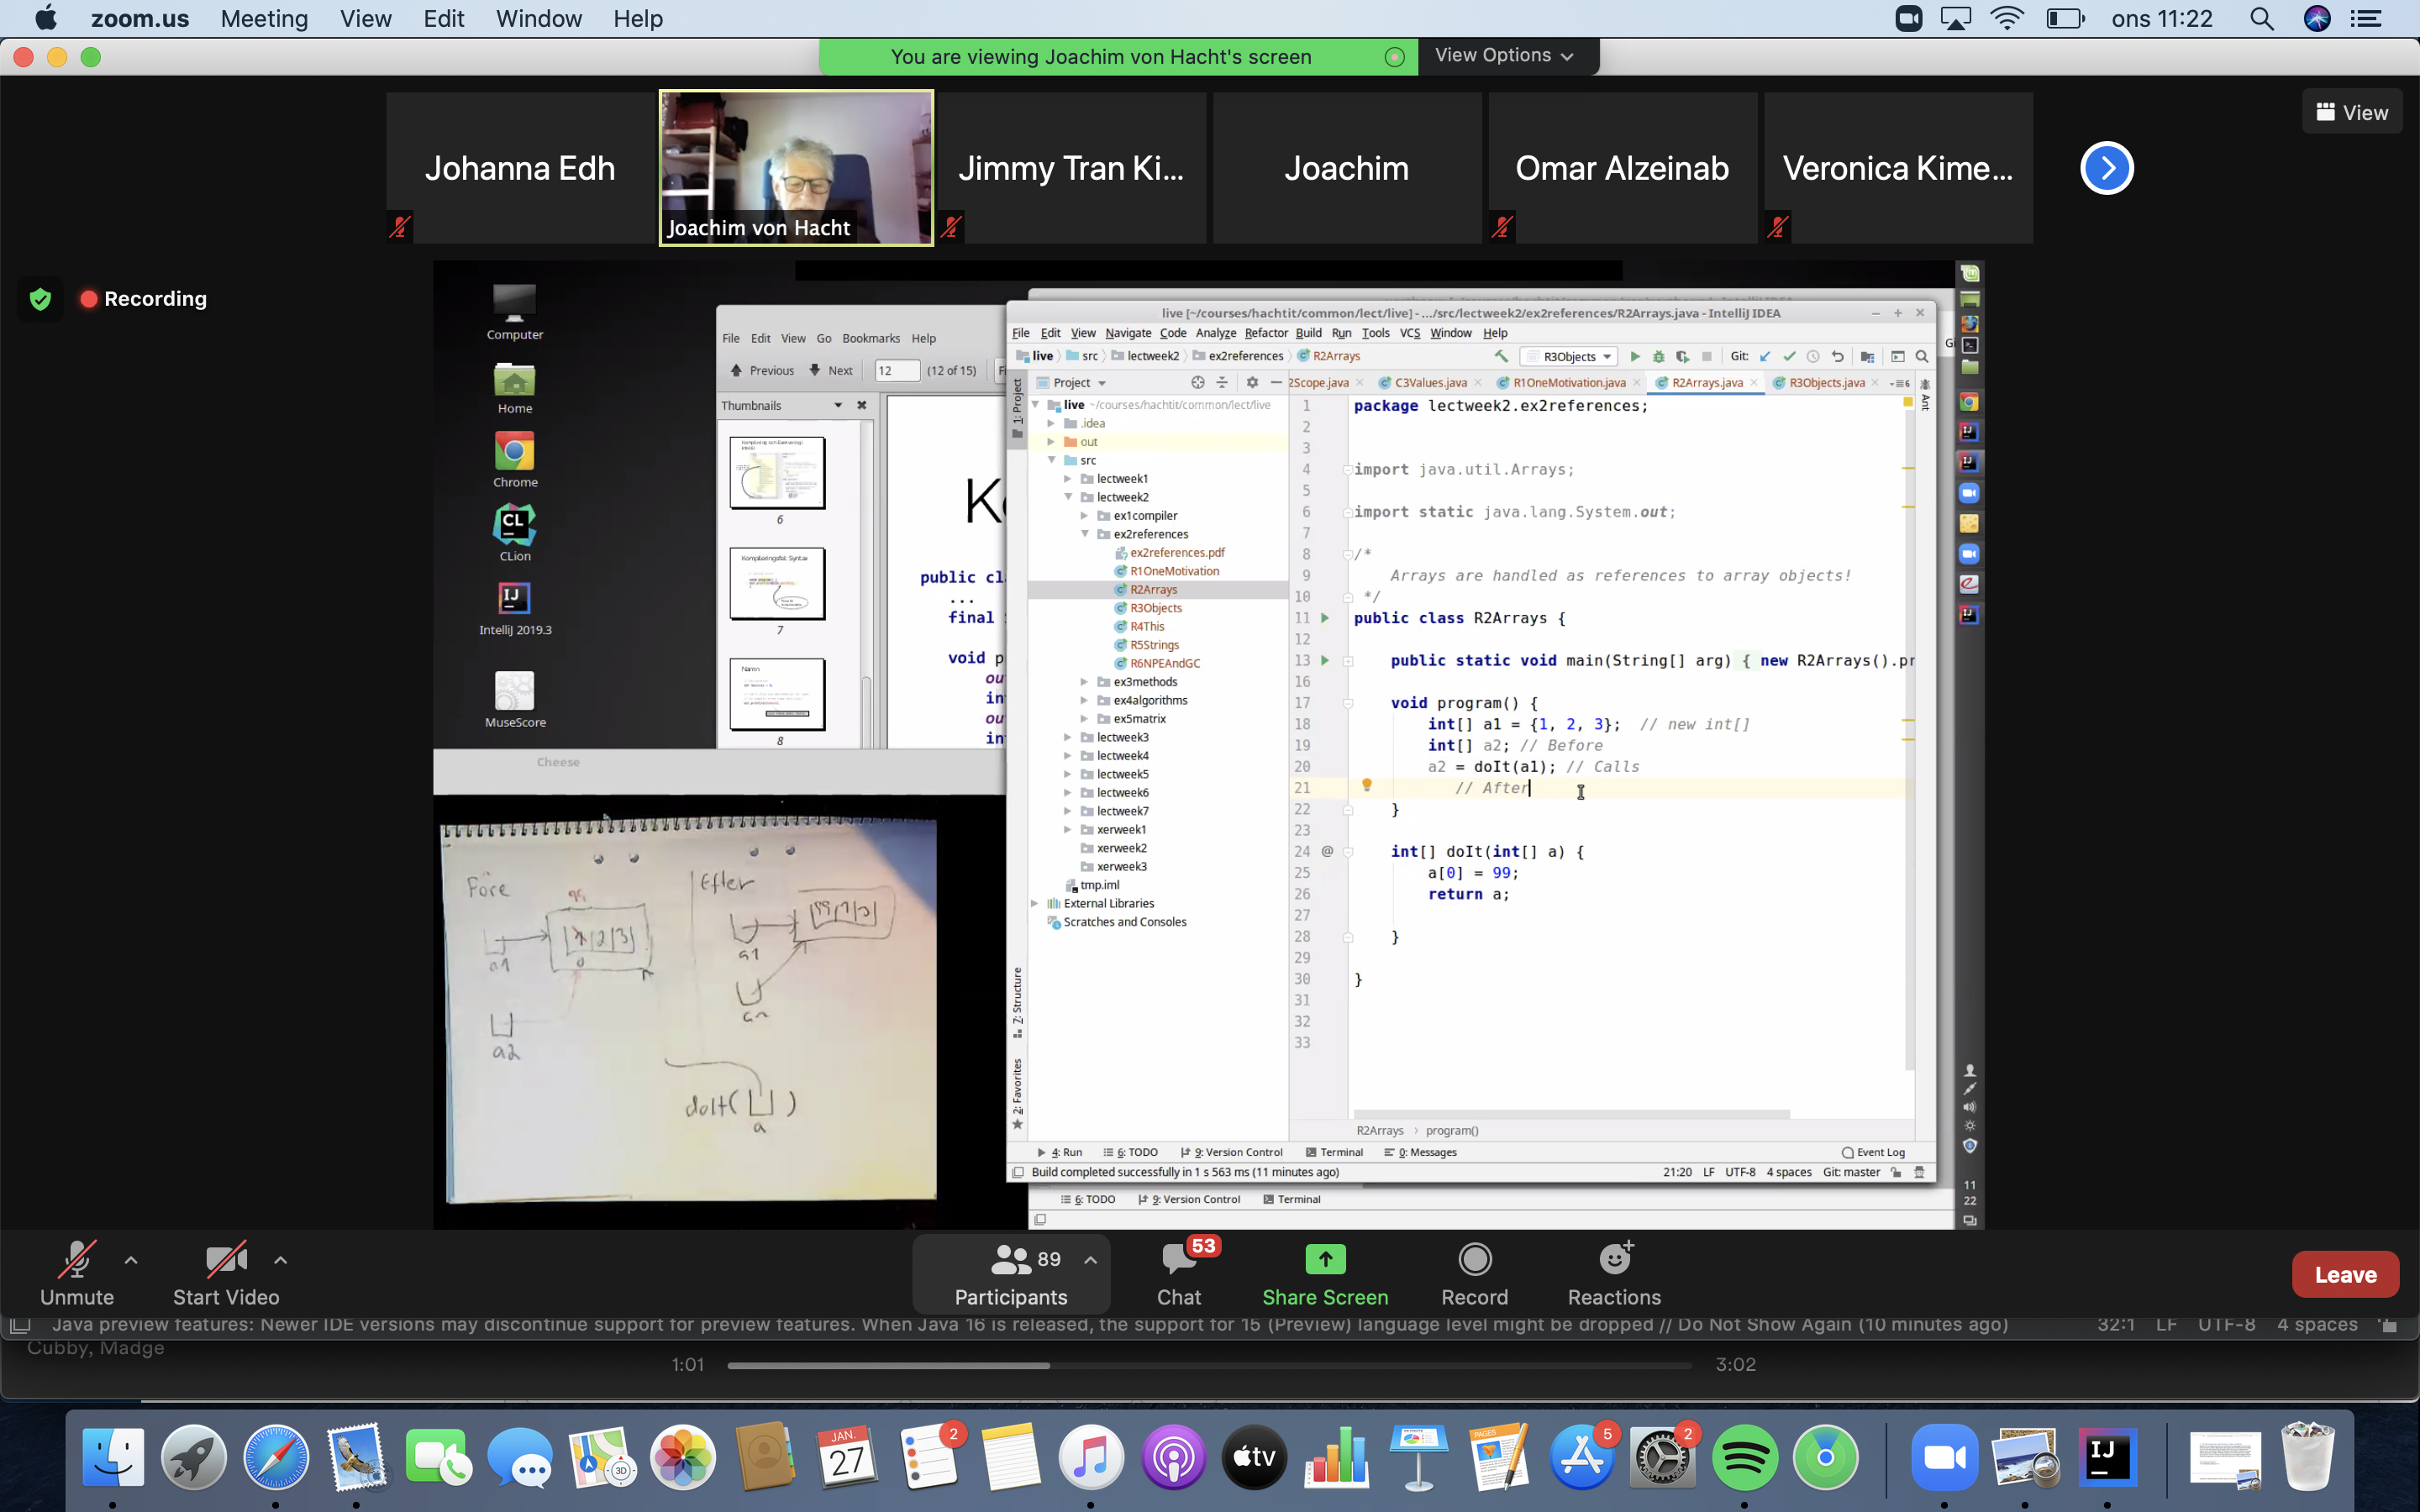 zoom.us Meeting View Edit Window Help
ons 11:22
You are viewing Joachim von Hacht's screen
View Options
View
Johanna Edh
Joachim von Hacht
Jimmy Tran Ki...
Joachim
Omar Alzeinab
Veronica Kime...
Recording
Computer
Home
Chrome
CLion
IntelliJ 2019.3
MuseScore
Cheese
File Edit View Go Bookmarks Help
Previous Next 12 (12 of 15)
Thumbnails
6
Kompileringsfel: Syntax
7
Namn
8
public cl
...
final
void p
ou
in
ou
in
live [~/courses/hachtit/common/lect/live] - .../src/lectweek2/ex2references/R2Arrays.java - IntelliJ IDEA
File Edit View Navigate Code Analyze Refactor Build Run Tools VCS Window Help
live src lectweek2 ex2references R2Arrays
R3Objects
Git:
1: Project
Project
2Scope.java C3Values.java R1OneMotivation.java R2Arrays.java R3Objects.java
Ant
live ~/courses/hachtit/common/lect/live
.idea
out
src
lectweek1
lectweek2
ex1compiler
ex2references
ex2references.pdf
R1OneMotivation
R2Arrays
R3Objects
R4This
R5Strings
R6NPEAndGC
ex3methods
ex4algorithms
ex5matrix
lectweek3
lectweek4
lectweek5
lectweek6
lectweek7
xerweek1
xerweek2
xerweek3
tmp.iml
External Libraries
Scratches and Consoles
7: Structure
2: Favorites
1 package lectweek2.ex2references;
2
3
4 import java.util.Arrays;
5
6 import static java.lang.System.out;
7
8 /*
9 Arrays are handled as references to array objects!
10 */
11 public class R2Arrays {
12
13 public static void main(String[] arg) { new R2Arrays().pr
16
17 void program() {
18 int[] a1 = {1, 2, 3}; // new int[]
19 int[] a2; // Before
20 a2 = doIt(a1); // Calls
21 // After
22 }
23
24 @ int[] doIt(int[] a) {
25 a[0] = 99;
26 return a;
27
28 }
29
30 }
31
32
33
R2Arrays program()
4: Run 6: TODO 9: Version Control Terminal 0: Messages Event Log
Build completed successfully in 1 s 563 ms (11 minutes ago) 21:20 LF UTF-8 4 spaces Git: master
6: TODO 9: Version Control Terminal
11
22
Före
Efter
99
a1
a2
a1
doIt( )
a
Unmute
Start Video
89
Participants
53
Chat
Share Screen
Record
Reactions
Leave
Java preview features: Newer IDE versions may discontinue support for preview features. When Java 16 is released, the support for 15 (Preview) language level might be dropped // Do Not Show Again (10 minutes ago) 32:1 LF UTF-8 4 spaces
Cubby, Madge
1:01 3:02
JAN.
27
2
3D
tv
PAGES
5
2
IJ